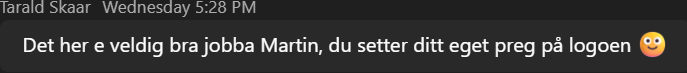 Tarald Skaar Wednesday 5:28 PM
Det her e veldig bra jobba Martin, du setter ditt eget preg på logoen 🙂